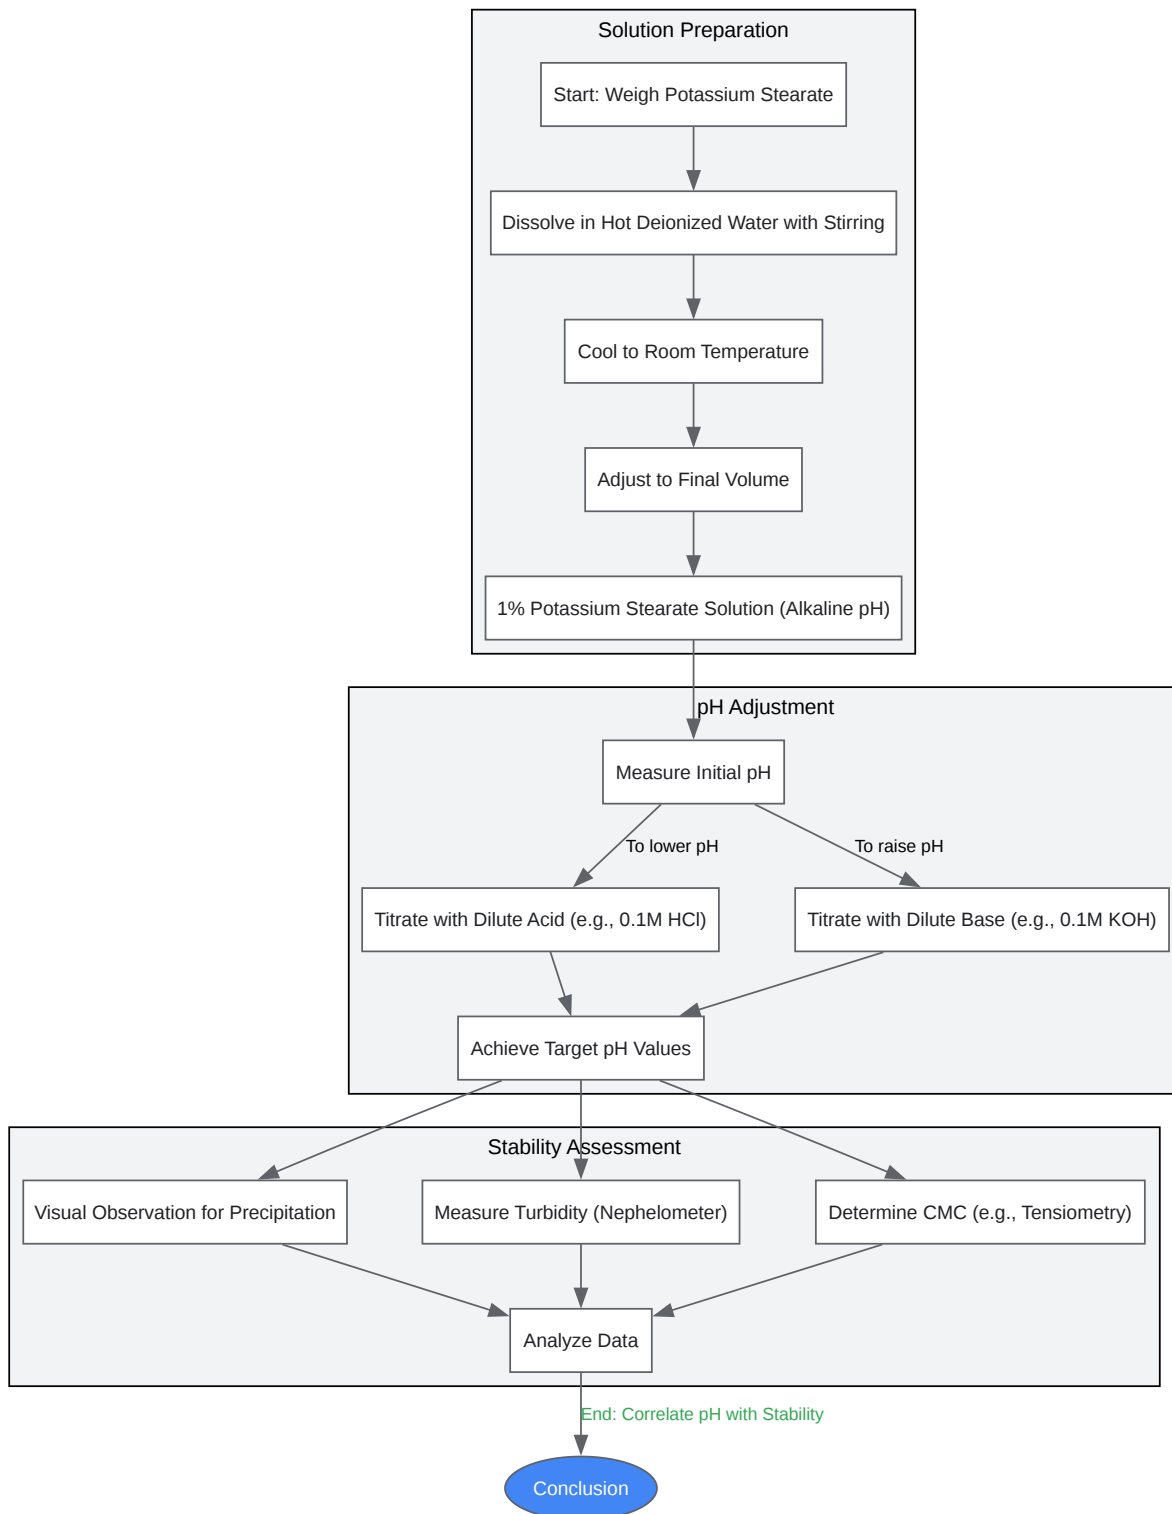 Solution Preparation
Start: Weigh Potassium Stearate
Dissolve in Hot Deionized Water with Stirring
Cool to Room Temperature
Adjust to Final Volume
1% Potassium Stearate Solution (Alkaline pH)
pH Adjustment
Measure Initial pH
To lower pH
To raise pH
Titrate with Dilute Acid (e.g., 0.1M HCl)
Titrate with Dilute Base (e.g., 0.1M KOH)
Achieve Target pH Values
Stability Assessment
Visual Observation for Precipitation
Measure Turbidity (Nephelometer)
Determine CMC (e.g., Tensiometry)
Analyze Data
End: Correlate pH with Stability
Conclusion